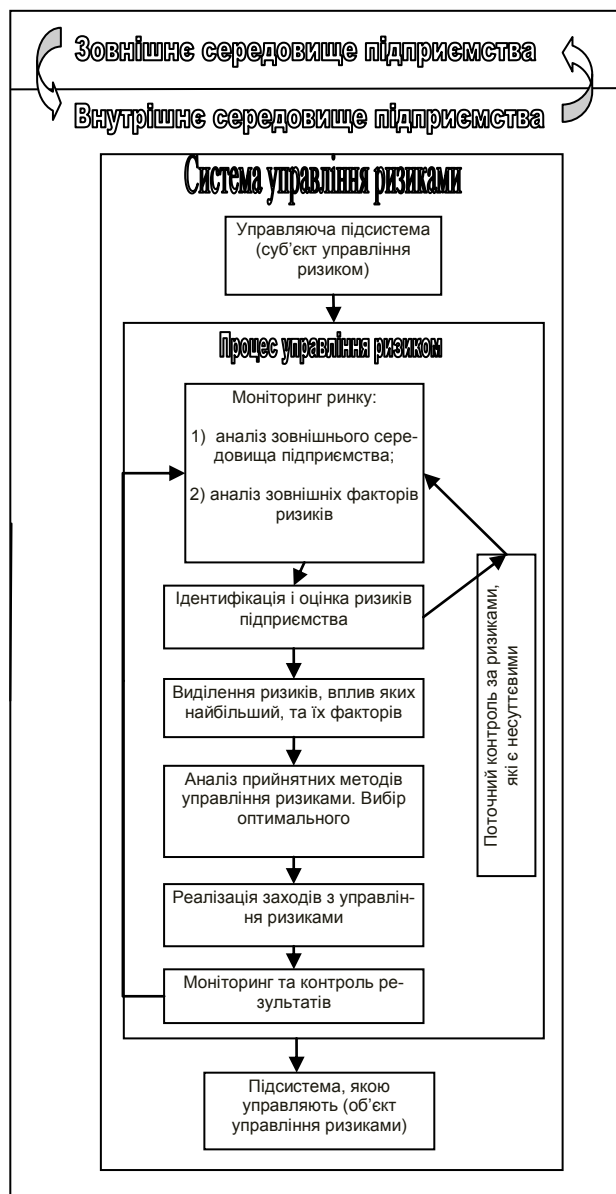 Зовнішнє середовище підприємства
Внутрішнє середовище підприємства
Система управління ризиками
Управляюча підсистема
(суб’єкт управління
ризиком)
Процес управління ризиком
Моніторинг ринку:
1) аналіз зовнішнього сере-
довища підприємства;
2) аналіз зовнішніх факторів
ризиків
Ідентифікація і оцінка ризиків
підприємства
Виділення ризиків, вплив яких
найбільший, та їх факторів
Аналіз прийнятних методів
управління ризиками. Вибір
оптимального
Реалізація заходів з управлін-
ня ризиками
Моніторинг та контроль ре-
зультатів
Поточний контроль за ризиками,
які є несуттєвими
Підсистема, якою
управляють (об’єкт
управління ризиками)